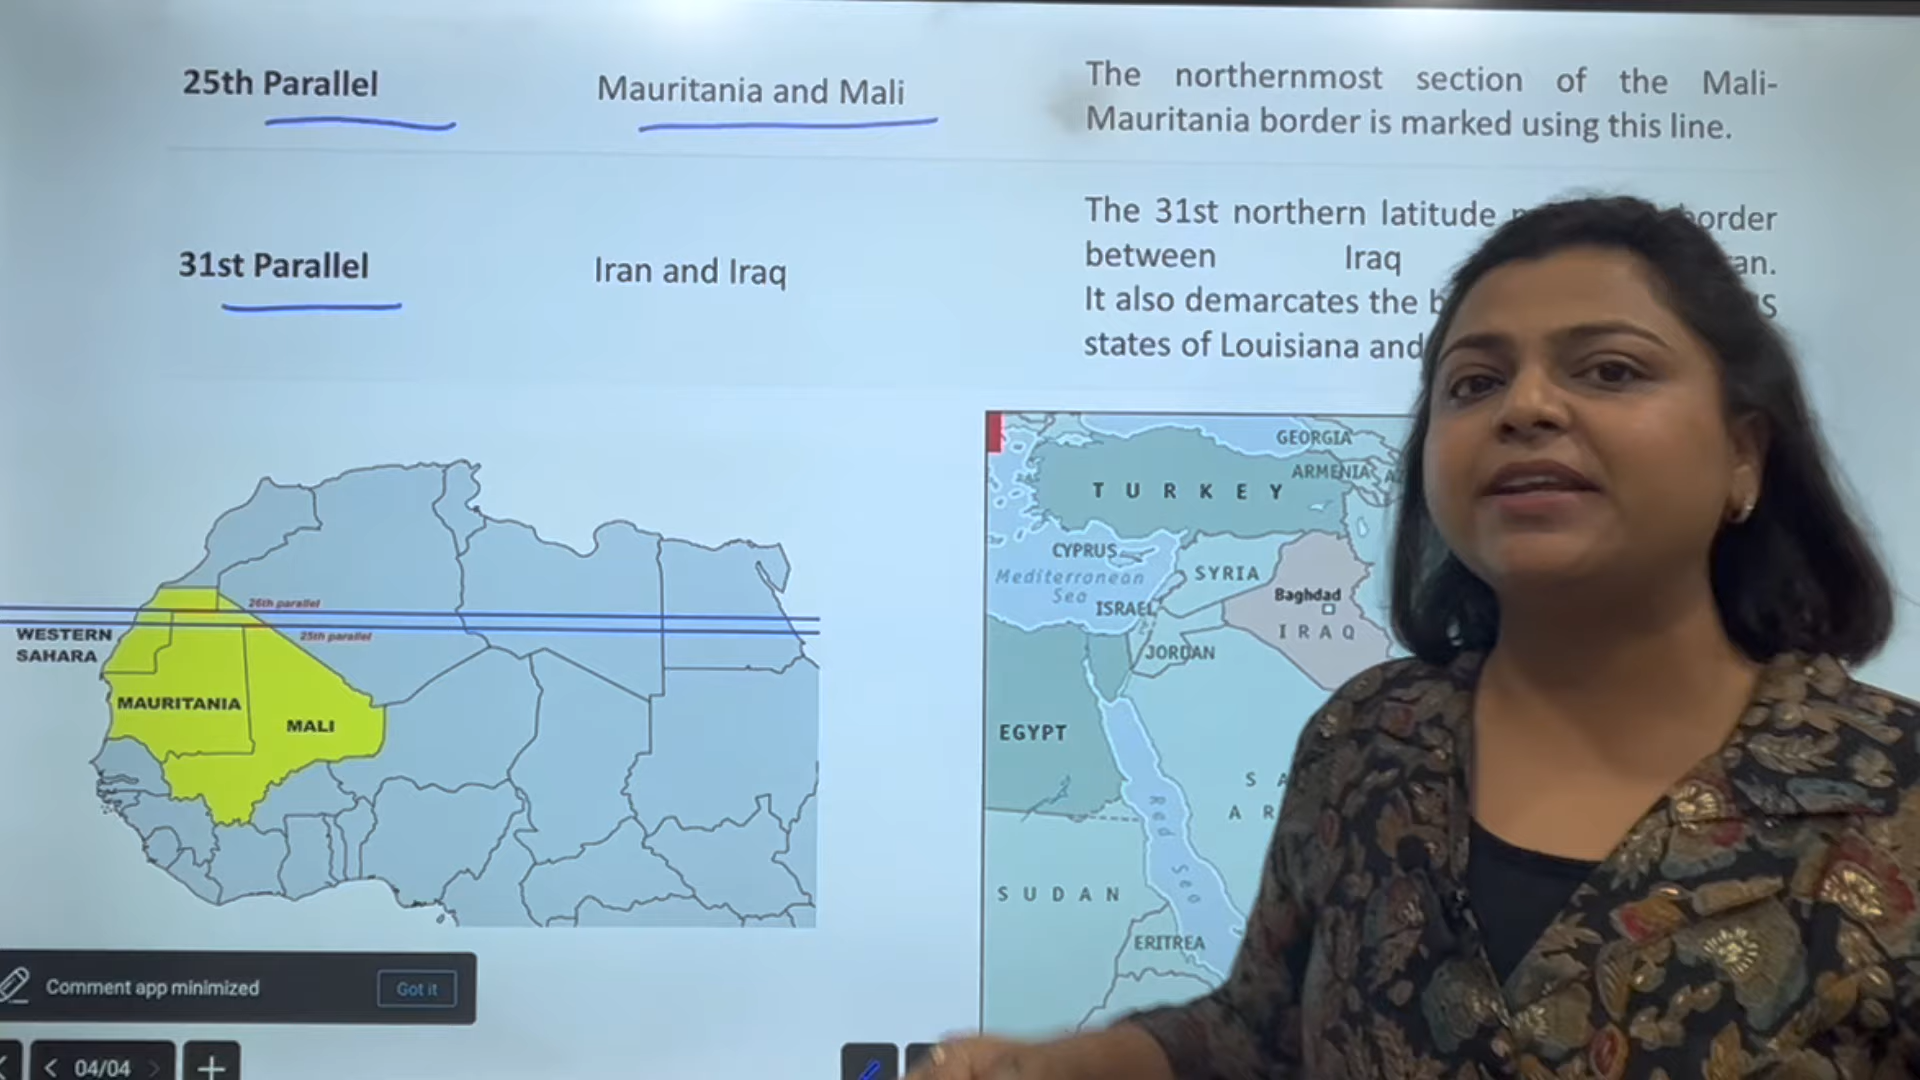 25th Parallel
Mauritania and Mali
The northernmost section of the Mali-
Mauritania border is marked using this line.
31st Parallel
Iran and Iraq
The 31st northern latitude border
between Iraq
It also demarcates the
states of Louisiana and
26th parallel
25th parallel
WESTERN
SAHARA
MAURITANIA
MALI
GEORGIA
ARMENIA
TURKEY
CYPRUS
Mediterranean
Sea
SYRIA
Baghdad
ISRAEL
IRAQ
JORDAN
EGYPT
Red Sea
SUDAN
ERITREA
Comment app minimized
Got it
< 04/04 > +